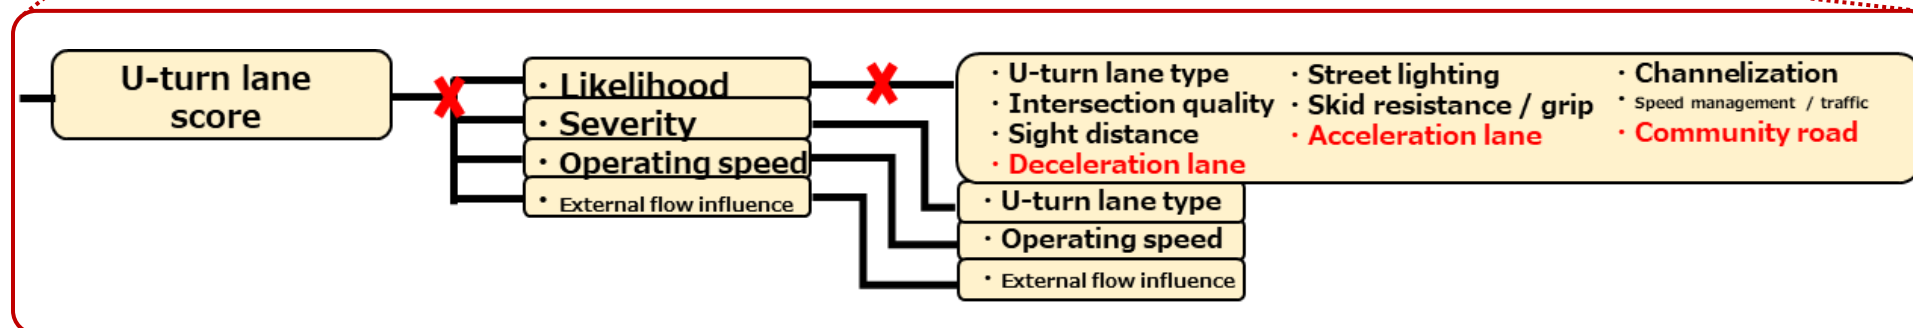 U-turn lane
score
・Likelihood
・Severity
・Operating speed
・External flow influence
・U-turn lane type
・Intersection quality
・Sight distance
・Deceleration lane
・Street lighting
・Skid resistance / grip
・Acceleration lane
・Channelization
・Speed management / traffic
・Community road
・U-turn lane type
・Operating speed
・External flow influence